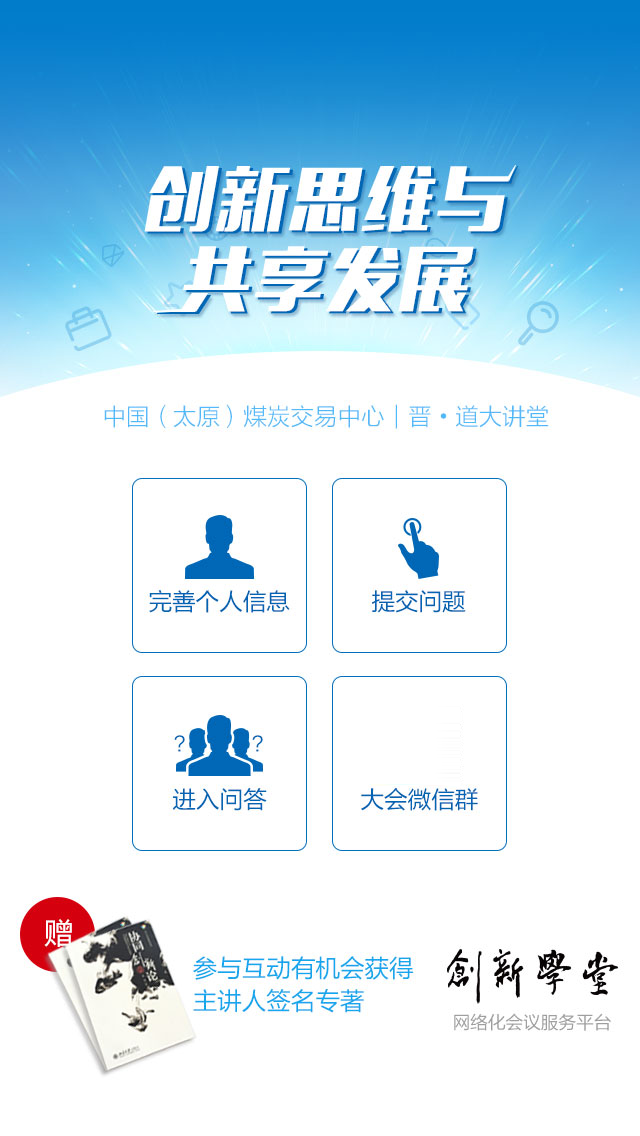 创新思维与
共享发展
中国（太原）煤炭交易中心｜晋·道大讲堂
完善个人信息
提交问题
?
?
进入问答
大会微信群
赠
参与互动有机会获得
主讲人签名专著
創新學堂
网络化会议服务平台